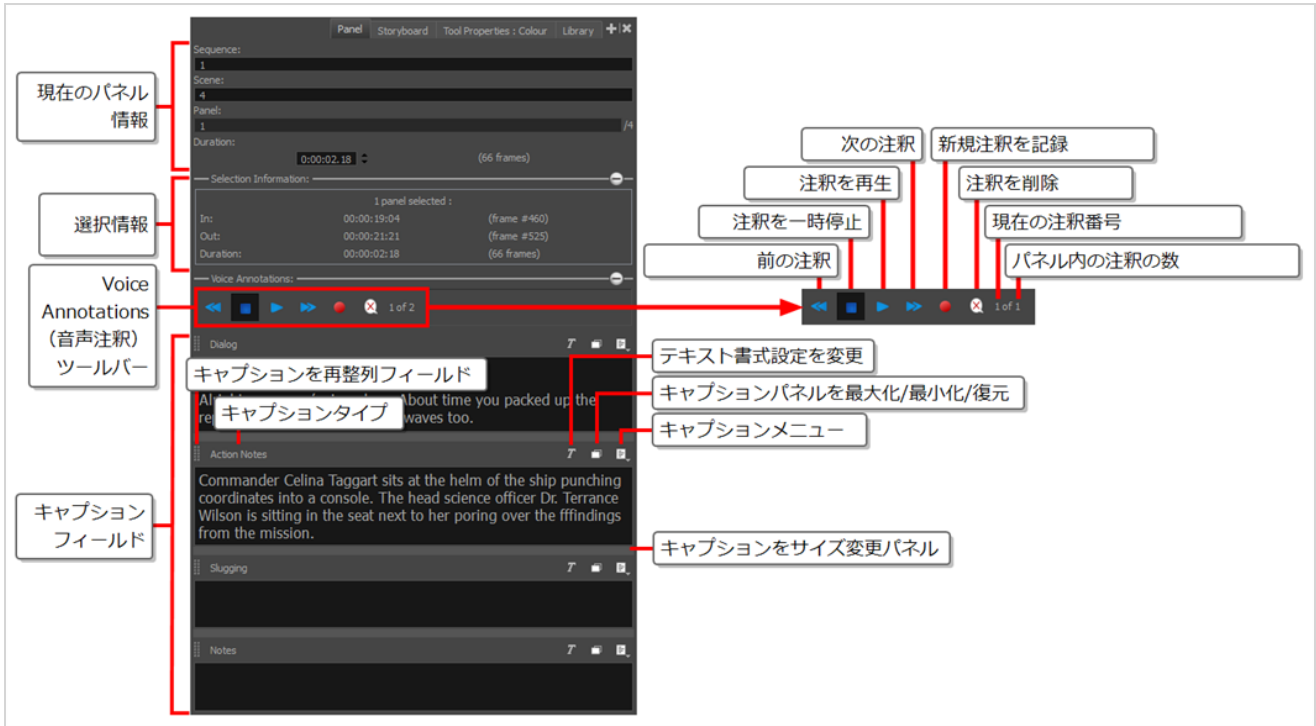 Panel Storyboard Tool Properties : Colour Library
Sequence:
1
Scene:
4
Panel:
1 /4
Duration:
0:00:02.18 (66 frames)
Selection Information:
1 panel selected :
In: 00:00:19:04 (frame #460)
Out: 00:00:21:21 (frame #525)
Duration: 00:00:02:18 (66 frames)
Voice Annotations:
1 of 2
Dialog
About time you packed up the
waves too.
Action Notes
Commander Celina Taggart sits at the helm of the ship punching
coordinates into a console. The head science officer Dr. Terrance
Wilson is sitting in the seat next to her poring over the fffindings
from the mission.
Slugging
Notes
現在のパネル
情報
選択情報
Voice
Annotations
（音声注釈）
ツールバー
キャプション
フィールド
キャプションを再整列フィールド
キャプションタイプ
次の注釈
新規注釈を記録
注釈を再生
注釈を削除
注釈を一時停止
現在の注釈番号
前の注釈
パネル内の注釈の数
1 of 1
テキスト書式設定を変更
キャプションパネルを最大化/最小化/復元
キャプションメニュー
キャプションをサイズ変更パネル